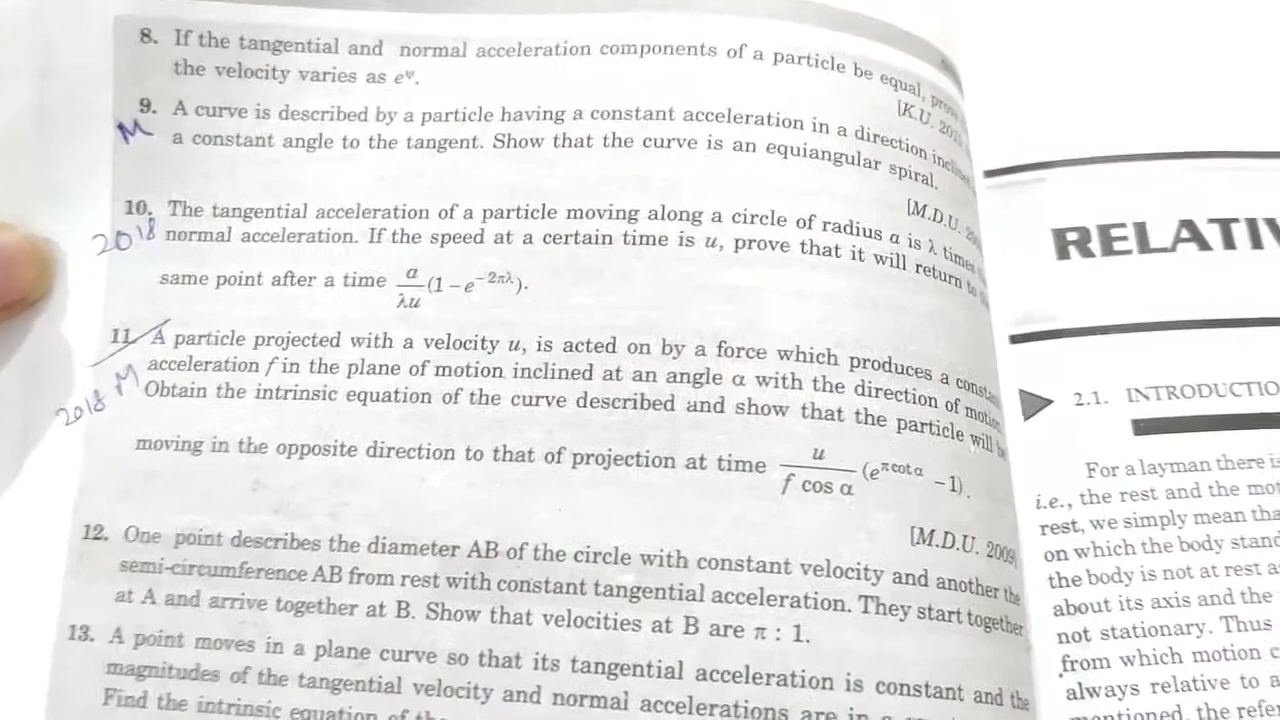 8. If the tangential and normal acceleration components of a particle be equal,
the velocity varies as e^ψ.
[K.U.
9. A curve is described by a particle having a constant acceleration in a direction
M a constant angle to the tangent. Show that the curve is an equiangular spiral.
[M.D.U.
10. The tangential acceleration of a particle moving along a circle of radius a is λ times
2018 normal acceleration. If the speed at a certain time is u, prove that it will return to
same point after a time a/λu (1 – e^–2πλ).
11. A particle projected with a velocity u, is acted on by a force which produces a
acceleration f in the plane of motion inclined at an angle α with the direction of motion
2018 M Obtain the intrinsic equation of the curve described and show that the particle will
moving in the opposite direction to that of projection at time u/f cos α (e^π cot α – 1).
[M.D.U. 2009]
12. One point describes the diameter AB of the circle with constant velocity and another the
semi-circumference AB from rest with constant tangential acceleration. They start together
at A and arrive together at B. Show that velocities at B are π : 1.
13. A point moves in a plane curve so that its tangential acceleration is constant and the
magnitudes of the tangential velocity and normal accelerations are in a
Find the intrinsic equation of
RELATIV
2.1. INTRODUCTIO
For a layman there is
i.e., the rest and the mot
rest, we simply mean tha
on which the body stand
the body is not at rest a
about its axis and the
not stationary. Thus
from which motion c
always relative to a
mentioned, the refer